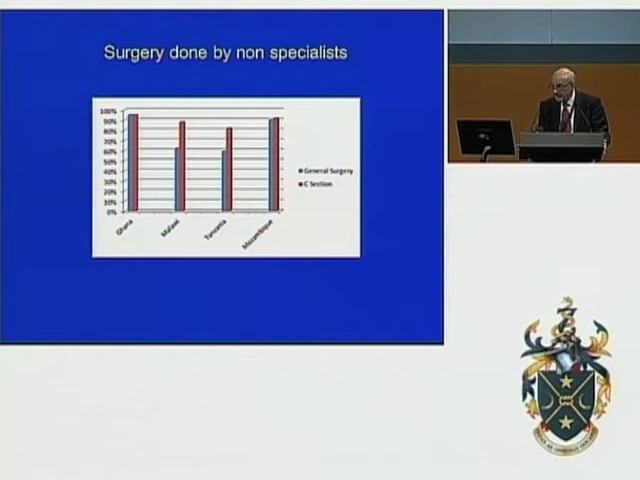 Surgery done by non specialists
100%
90%
80%
70%
60%
50%
40%
30%
20%
10%
0%
Ghana
Malawi
Tanzania
Mozambique
General Surgery
C Section